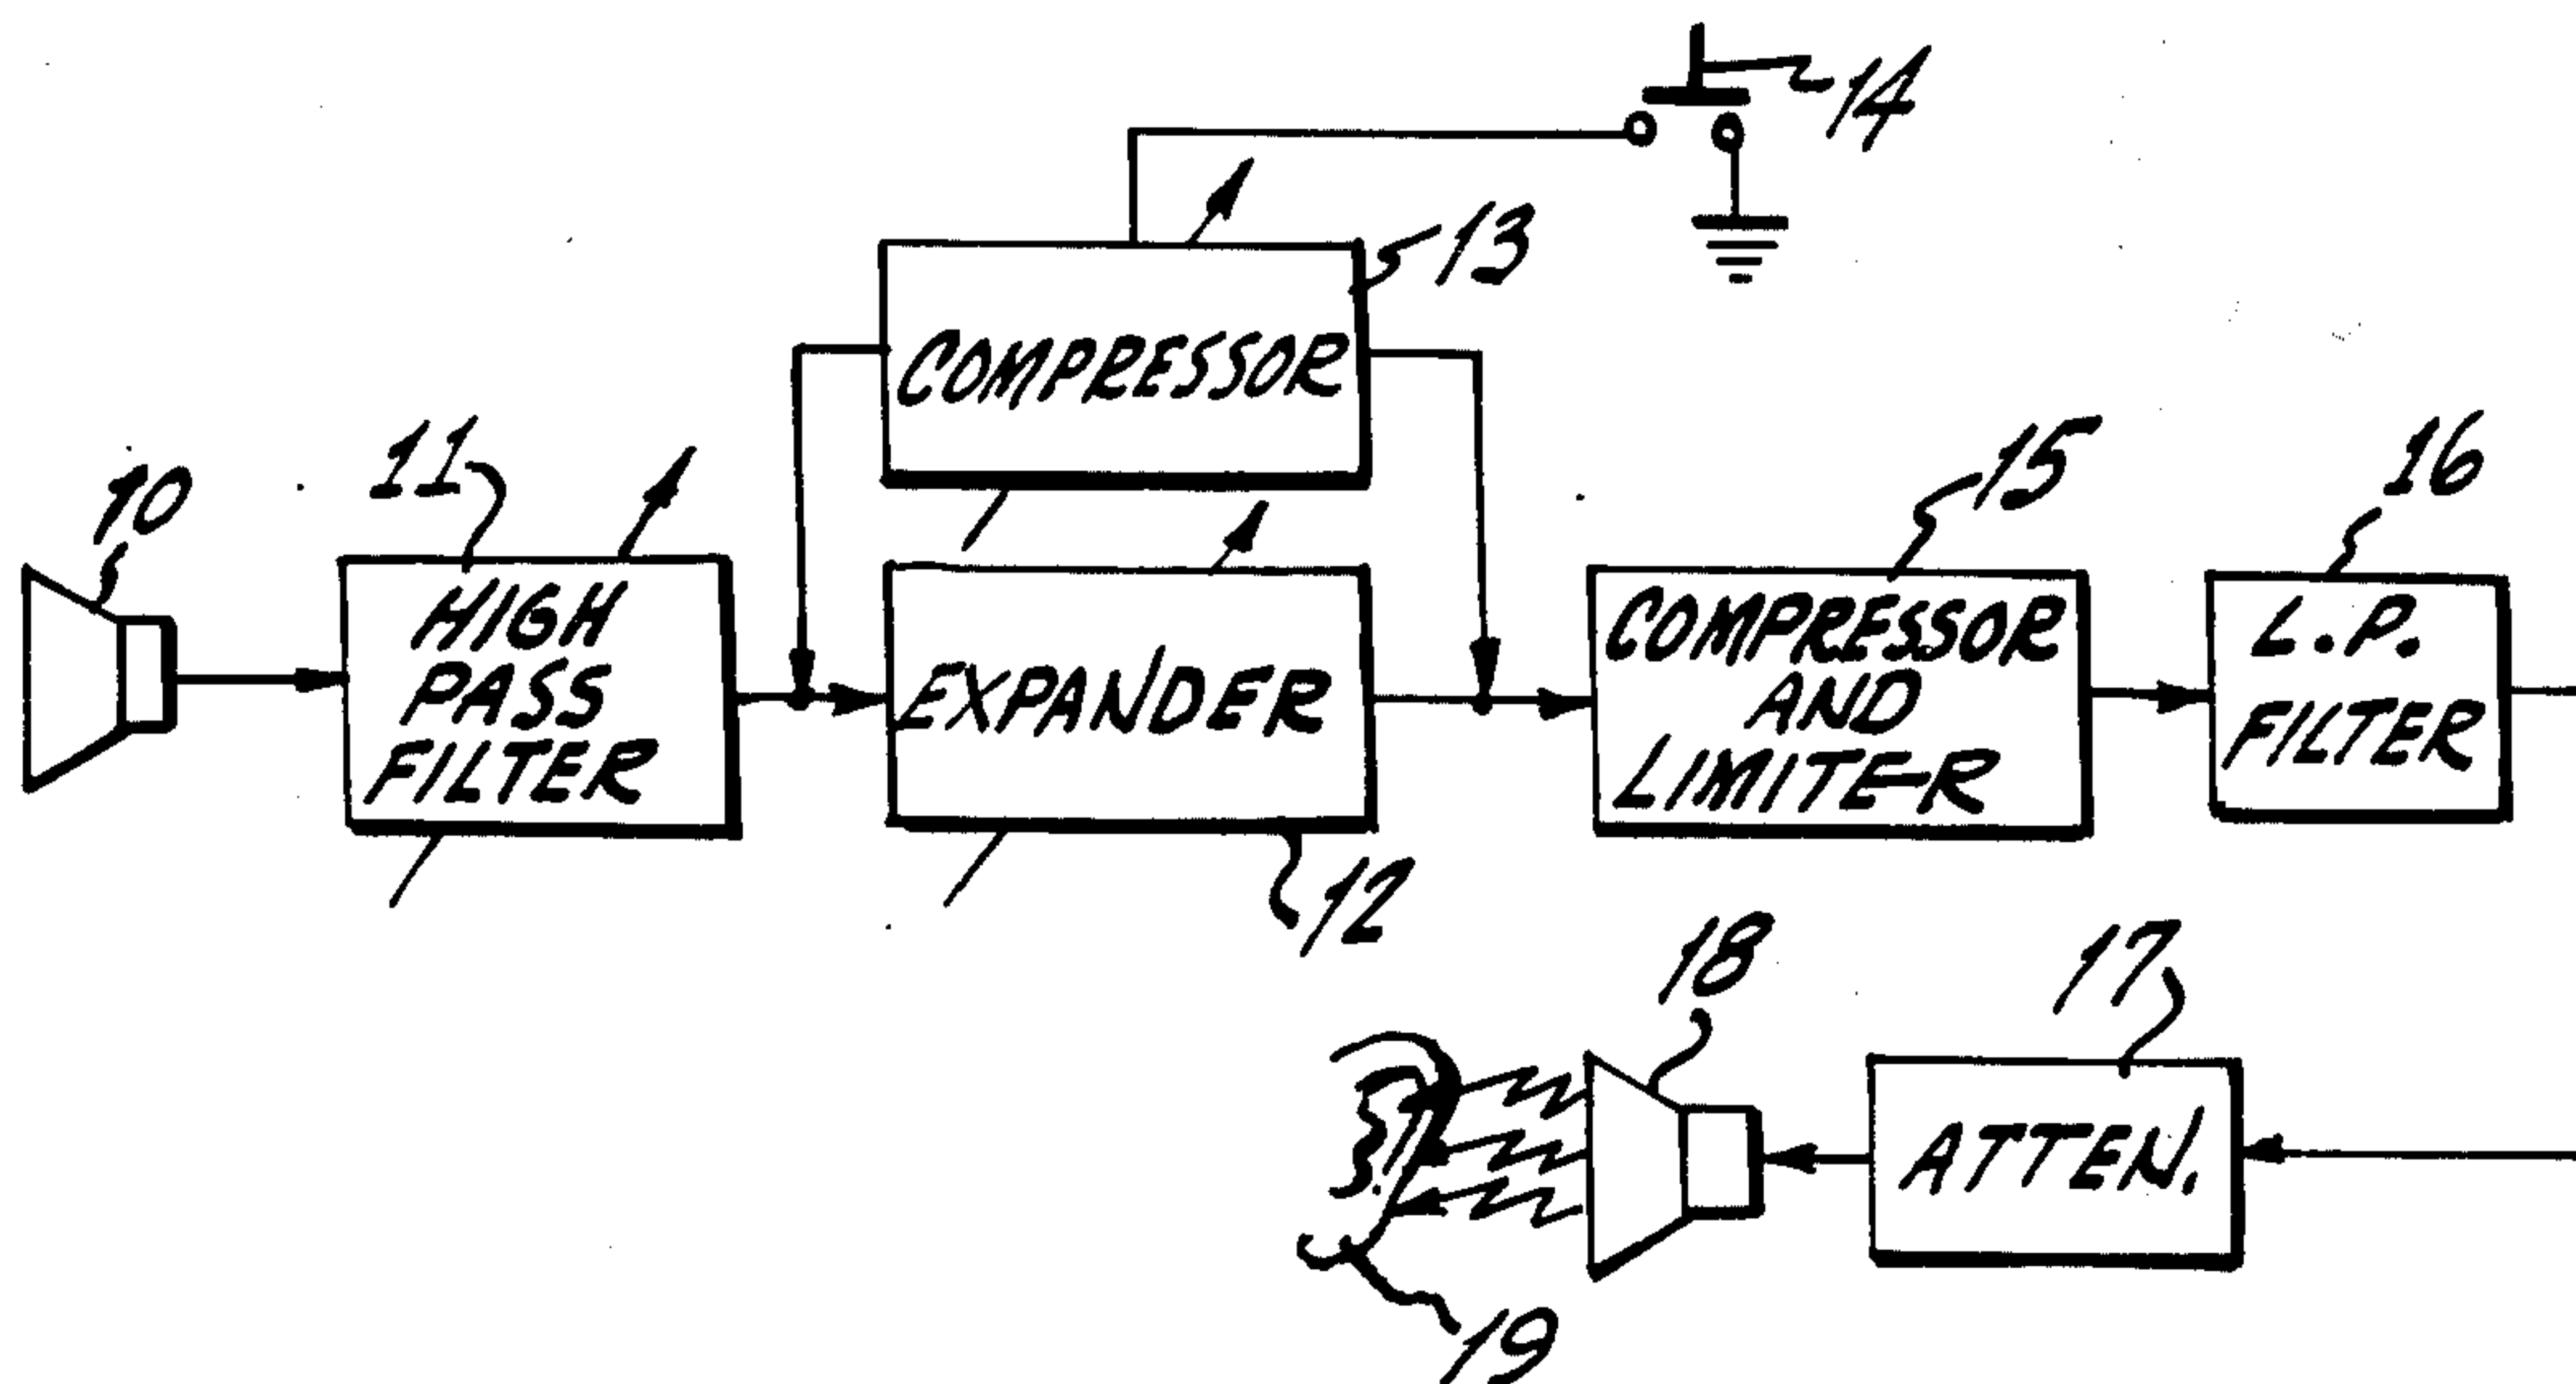 14
13
COMPRESSOR
10
11
HIGH
PASS
FILTER
EXPANDER
12
15
COMPRESSOR
AND
LIMITER
16
L.P.
FILTER
17
ATTEN.
18
19